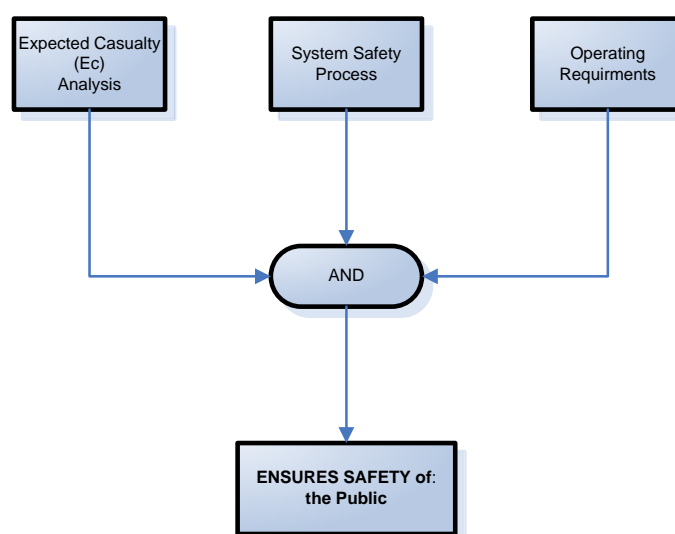 Expected Casualty
(Ec)
Analysis
System Safety
Process
Operating
Requirments
AND
ENSURES SAFETY of:
the Public